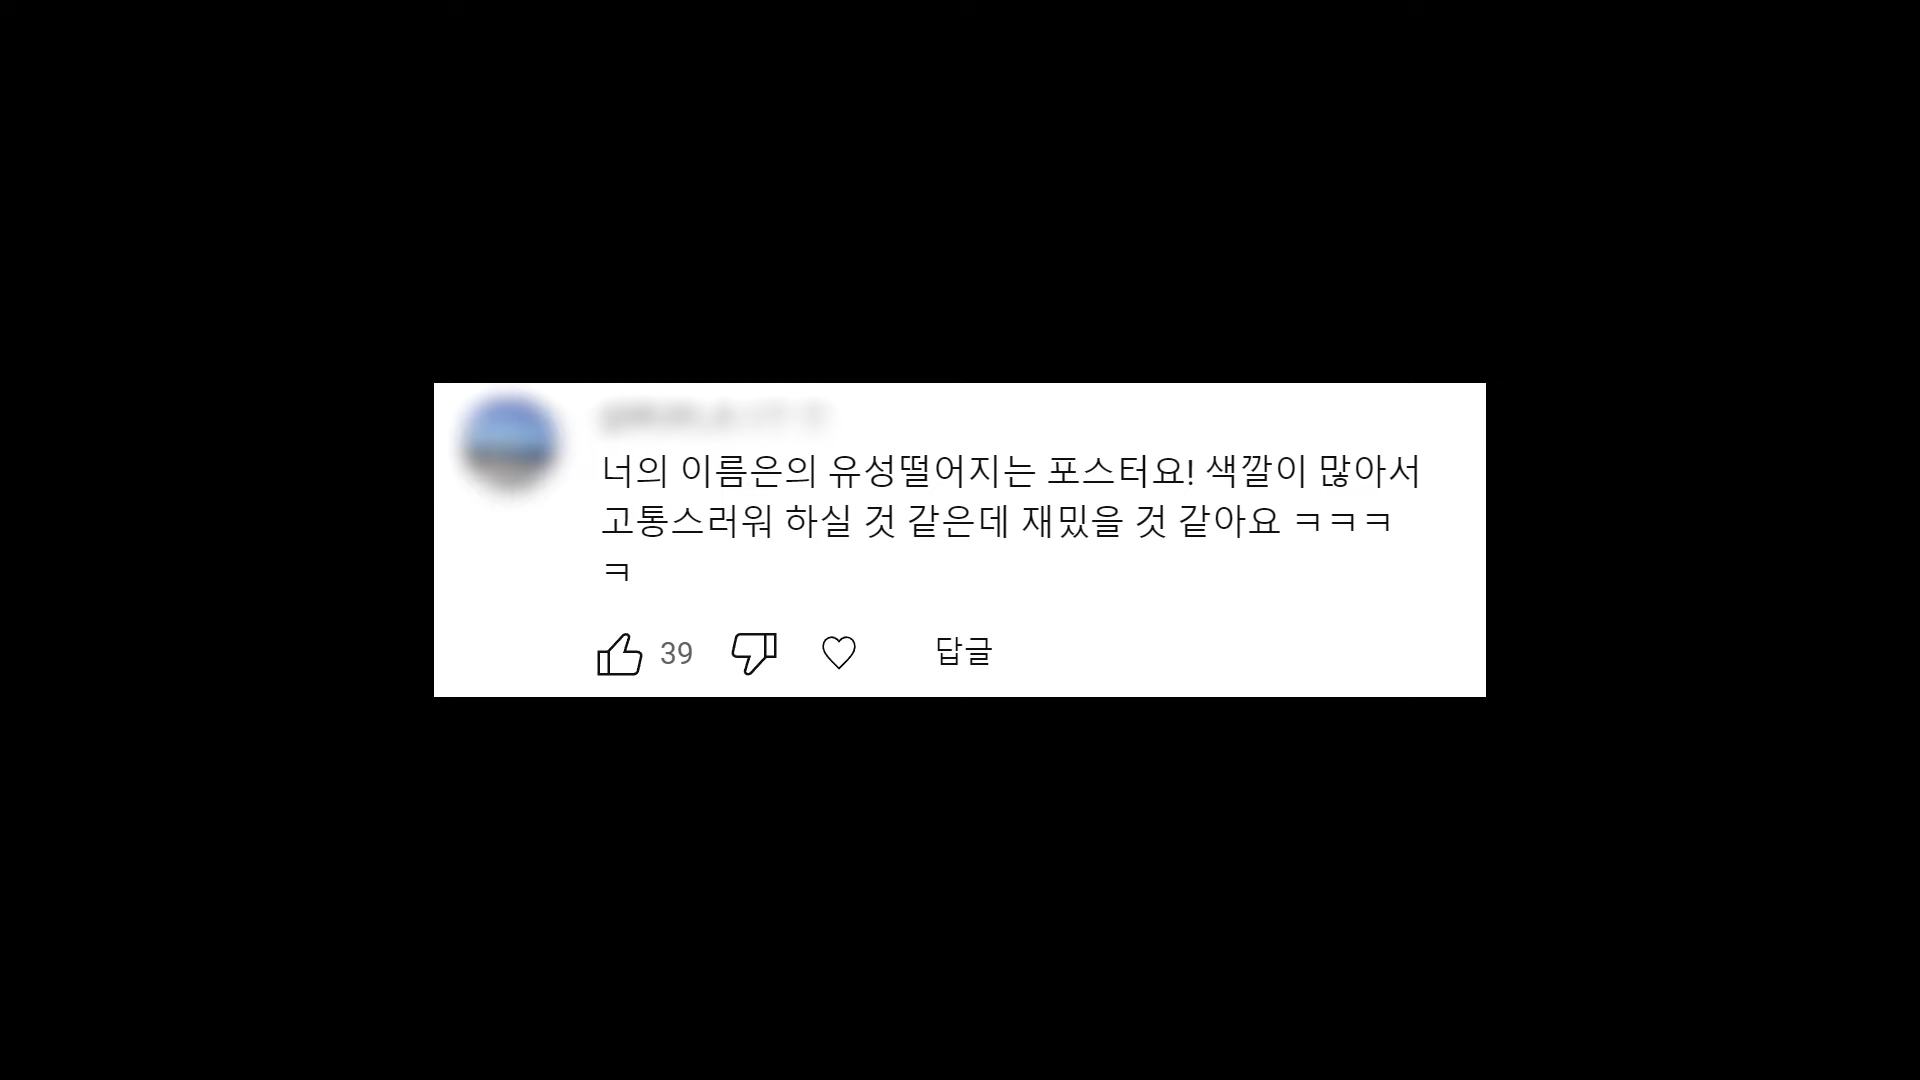 너의 이름은의 유성떨어지는 포스터요! 색깔이 많아서
고통스러워 하실 것 같은데 재밌을 것 같아요 ㅋㅋㅋ
ㅋ
39
답글